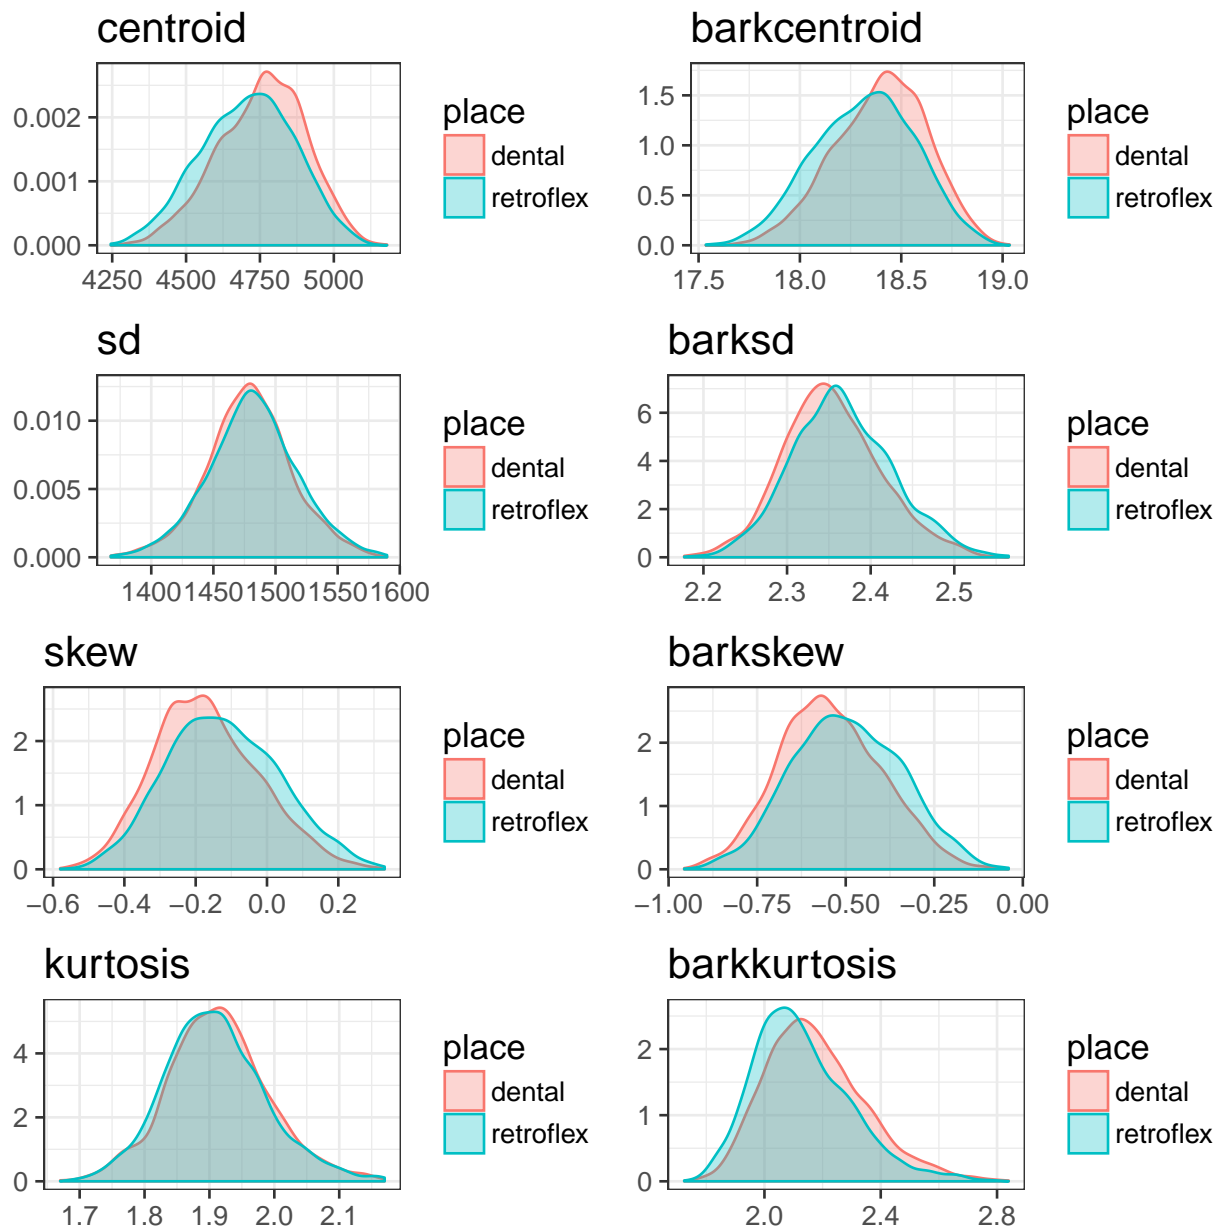 centroid
0.002
0.001
0.000
4250 4500 4750 5000
place
dental
retroflex
barkcentroid
1.5
1.0
0.5
0.0
17.5 18.0 18.5 19.0
place
dental
retroflex
sd
0.010
0.005
0.000
1400 1450 1500 1550 1600
place
dental
retroflex
barksd
6
4
2
0
2.2 2.3 2.4 2.5
place
dental
retroflex
skew
2
1
0
−0.6 −0.4 −0.2 0.0 0.2
place
dental
retroflex
barkskew
2
1
0
−1.00 −0.75 −0.50 −0.25 0.00
place
dental
retroflex
kurtosis
4
2
0
1.7 1.8 1.9 2.0 2.1
place
dental
retroflex
barkkurtosis
2
1
0
2.0 2.4 2.8
place
dental
retroflex